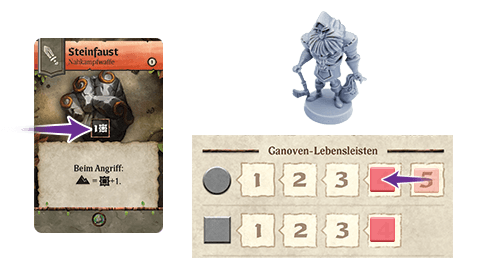 Steinfaust
Nahkampfwaffe
1
Beim Angriff:
= +1.
Ganoven-Lebensleisten
1 2 3 5
1 2 3